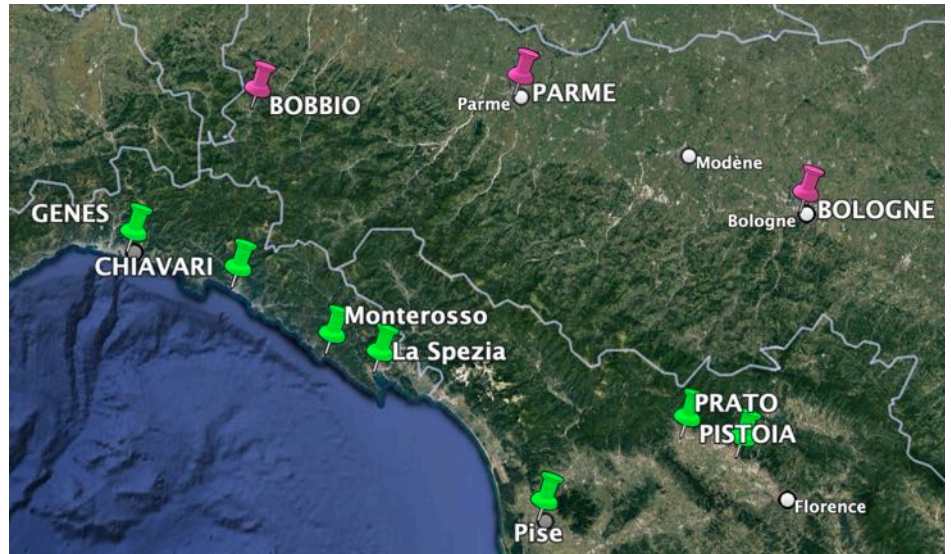 BOBBIO
Parme
PARME
Modène
Bologne
BOLOGNE
GENES
CHIAVARI
Monterosso
La Spezia
PRATO
PISTOIA
Florence
Pise